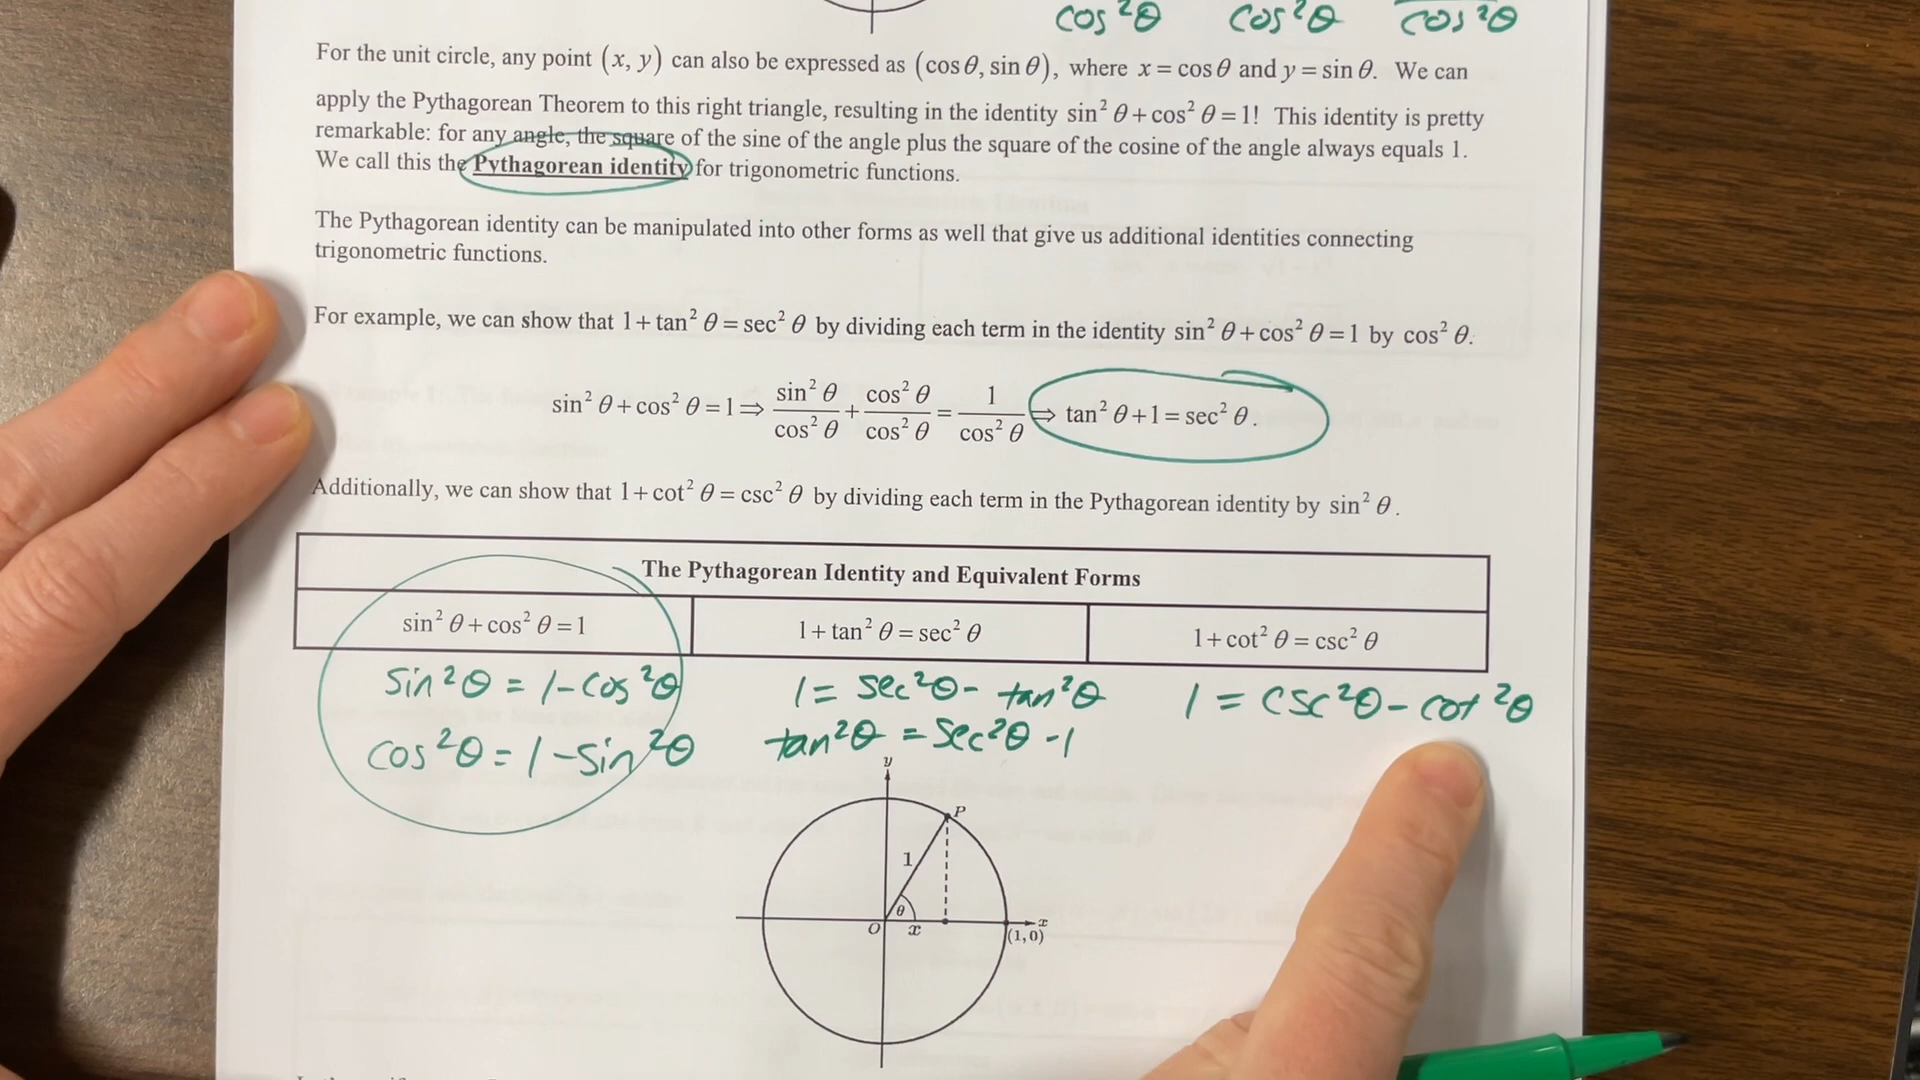 cos²θ cos²θ cos²θ
For the unit circle, any point (x, y) can also be expressed as (cos θ, sin θ), where x = cos θ and y = sin θ. We can
apply the Pythagorean Theorem to this right triangle, resulting in the identity sin² θ + cos² θ = 1! This identity is pretty
remarkable: for any angle, the square of the sine of the angle plus the square of the cosine of the angle always equals 1.
We call this the Pythagorean identity for trigonometric functions.
The Pythagorean identity can be manipulated into other forms as well that give us additional identities connecting
trigonometric functions.
For example, we can show that 1 + tan² θ = sec² θ by dividing each term in the identity sin² θ + cos² θ = 1 by cos² θ.
sin² θ + cos² θ = 1 ⇒ sin² θ / cos² θ + cos² θ / cos² θ = 1 / cos² θ ⇒ tan² θ + 1 = sec² θ.
Additionally, we can show that 1 + cot² θ = csc² θ by dividing each term in the Pythagorean identity by sin² θ.
The Pythagorean Identity and Equivalent Forms
sin² θ + cos² θ = 1 1 + tan² θ = sec² θ 1 + cot² θ = csc² θ
sin²θ = 1 - cos²θ 1 = sec²θ - tan²θ 1 = csc²θ - cot²θ
cos²θ = 1 - sin²θ tan²θ = sec²θ - 1
y
P
1
θ
O x x
(1,0)